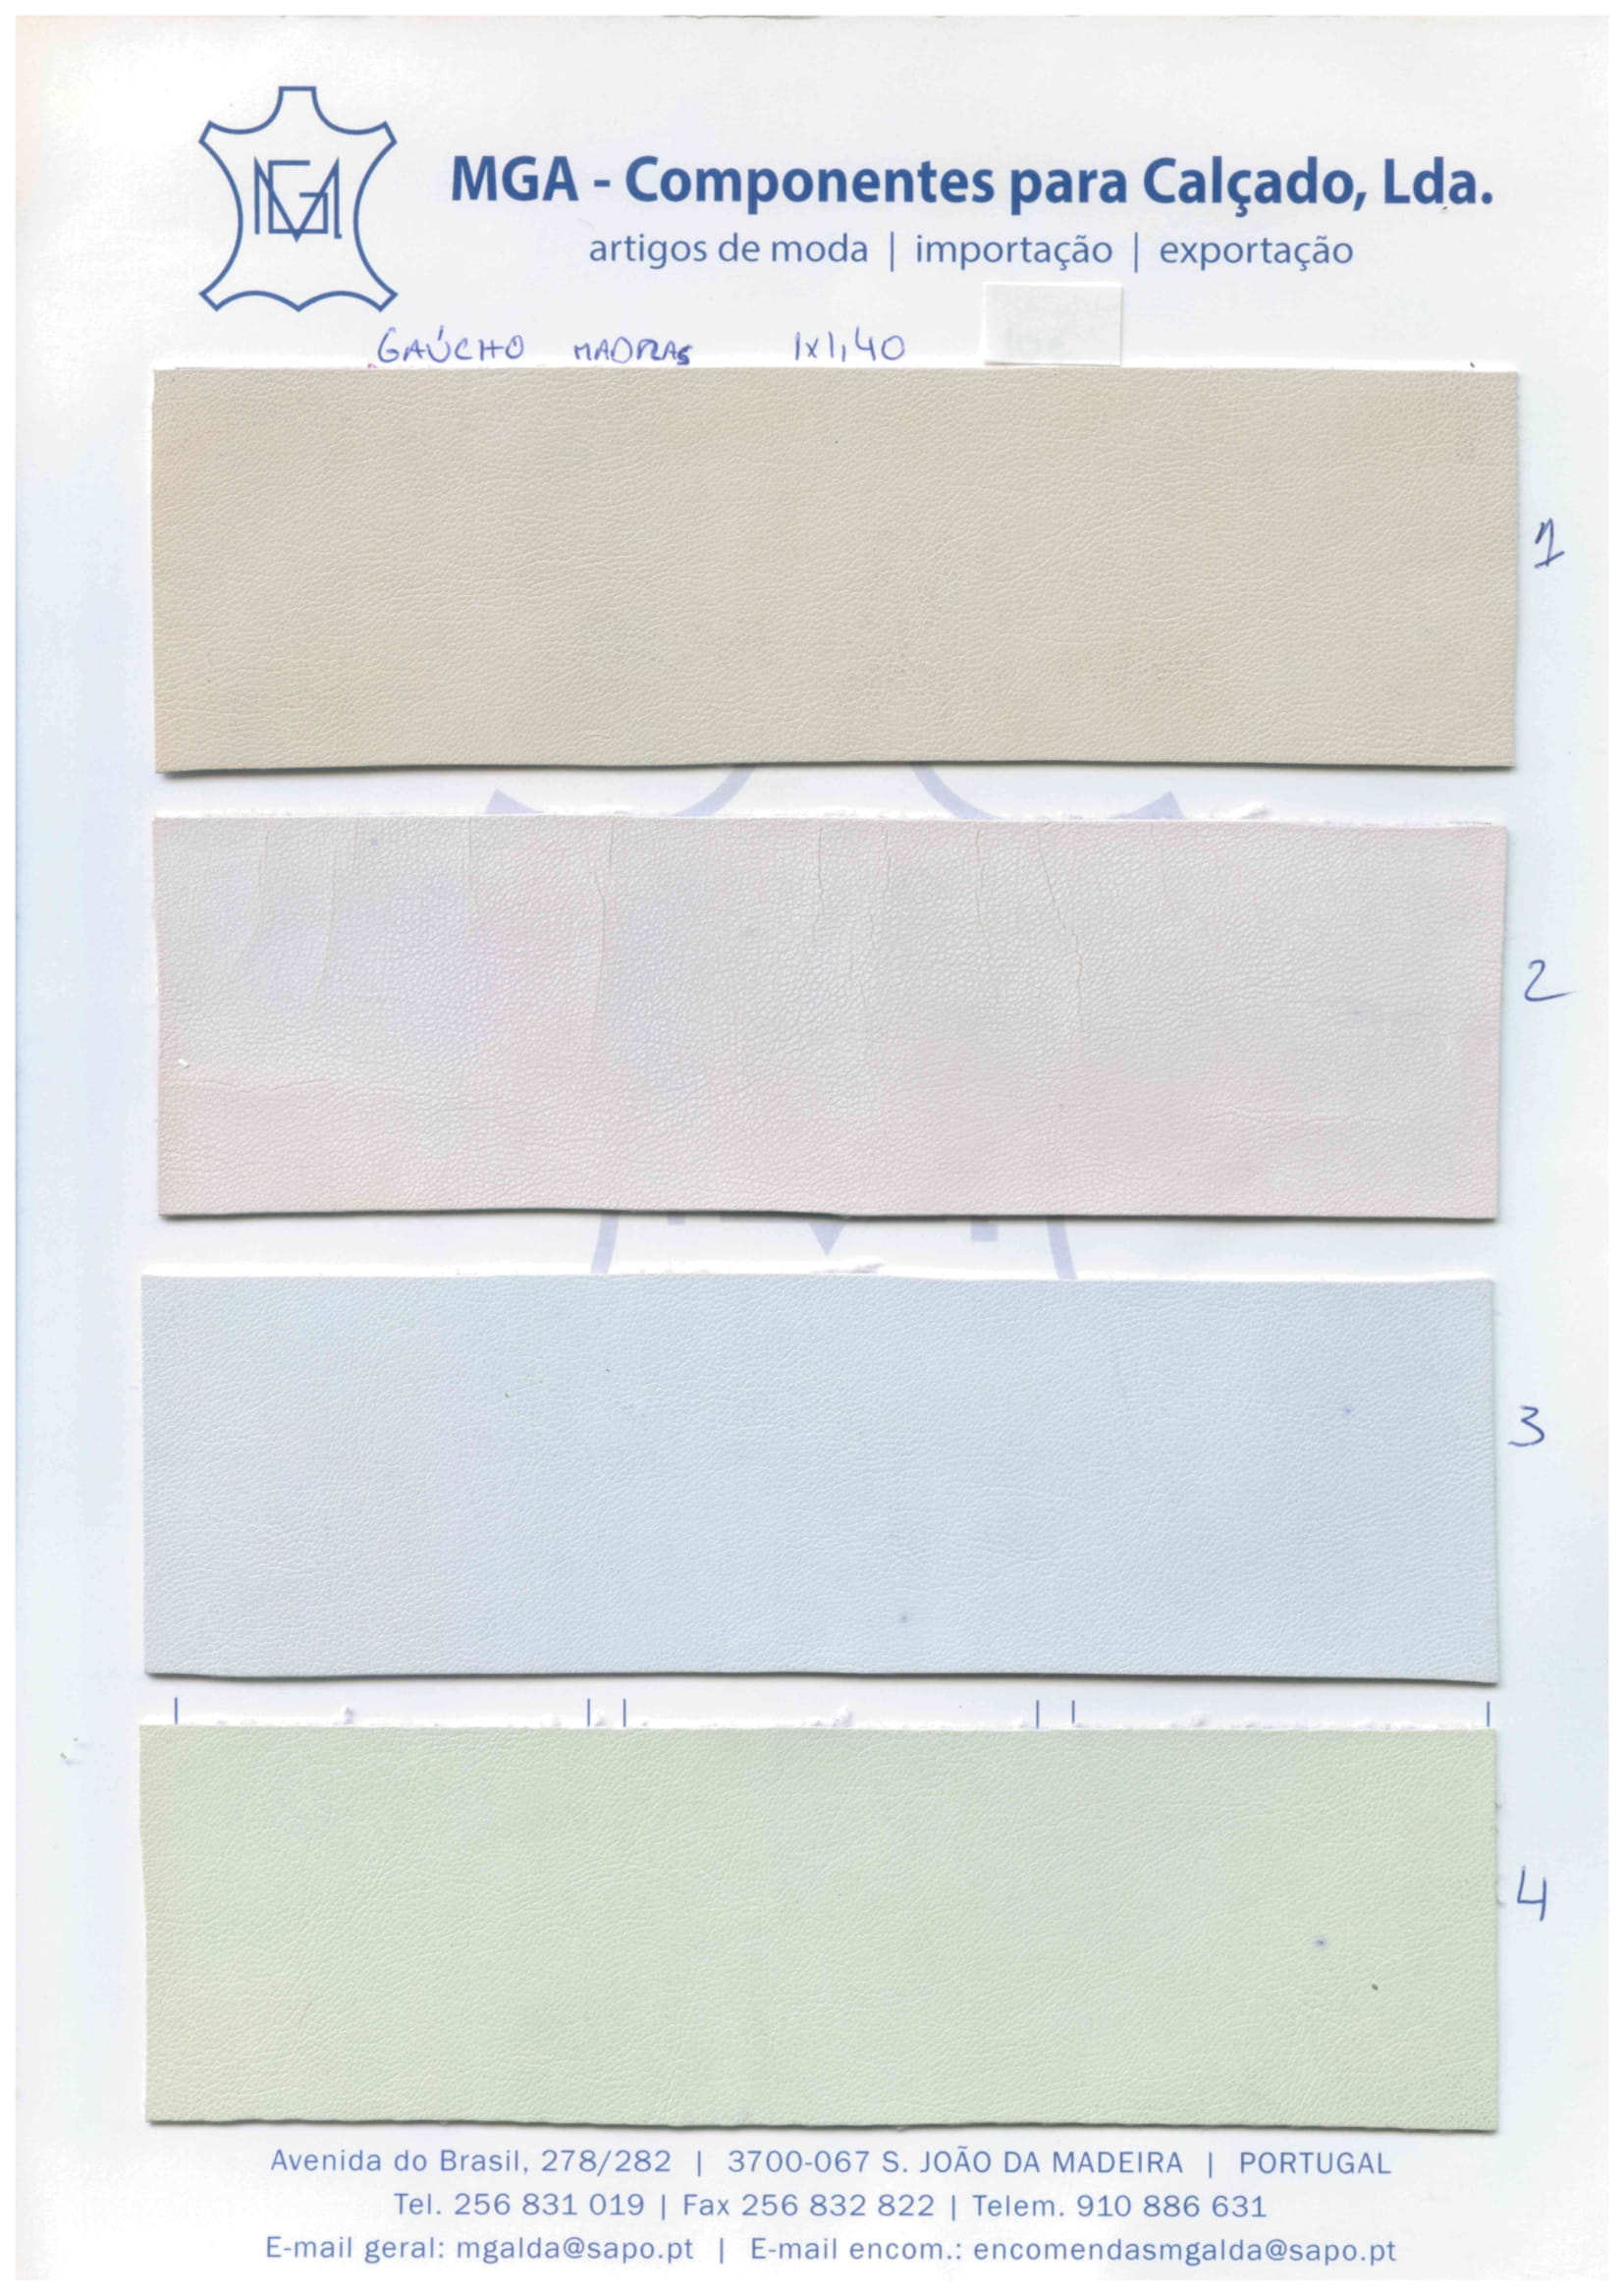 MGA
MGA - Componentes para Calçado, Lda.
artigos de moda | importação | exportação
GAÚCHO MADRAS 1x1,40
1
2
3
4
Avenida do Brasil, 278/282 | 3700-067 S. JOÃO DA MADEIRA | PORTUGAL
Tel. 256 831 019 | Fax 256 832 822 | Telem. 910 886 631
E-mail geral: mgalda@sapo.pt | E-mail encom.: encomendasmgalda@sapo.pt